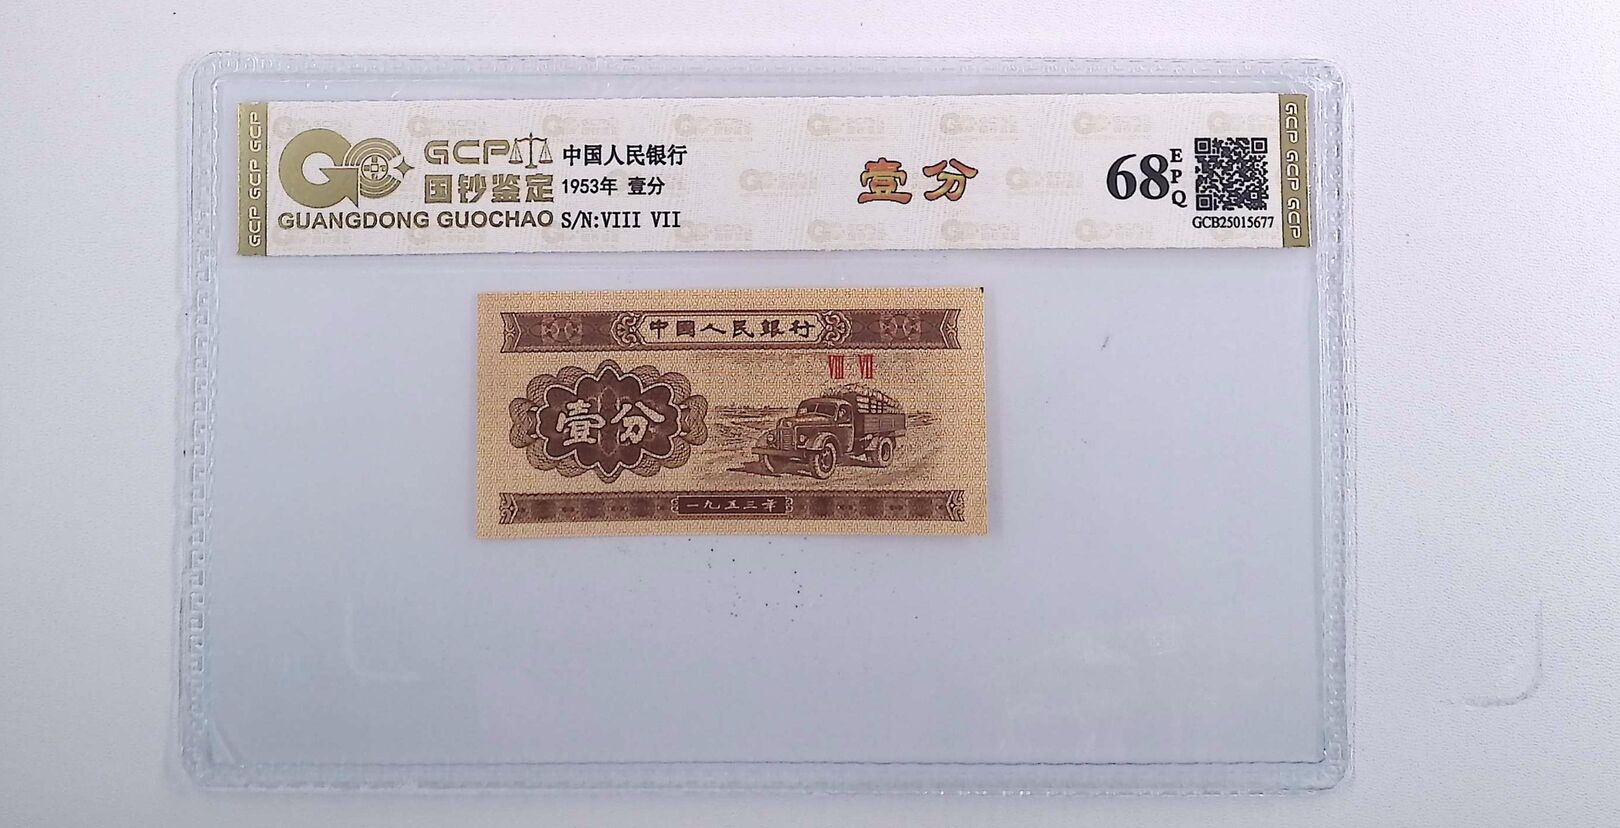 GCP GCP GCP
GCP
国钞鉴定
GUANGDONG GUOCHAO
中国人民银行
1953年 壹分
S/N:VIII VII
壹分
68
EPQ
GCB25015677
GCP GCP GCP
中國人民銀行
VIII VII
壹分
一九五三年